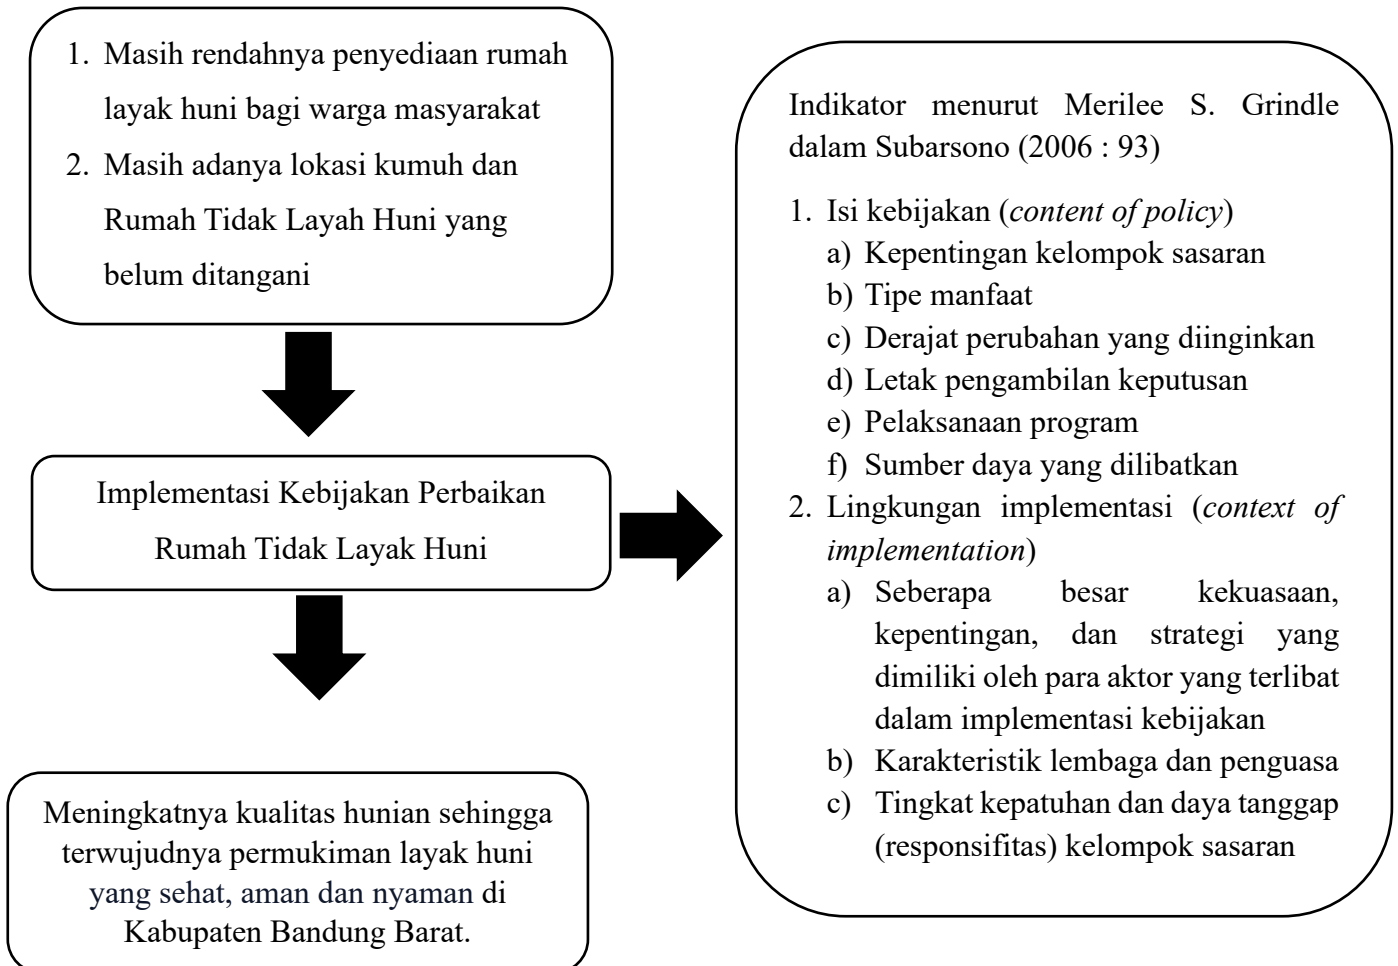 1. Masih rendahnya penyediaan rumah
layak huni bagi warga masyarakat
2. Masih adanya lokasi kumuh dan
Rumah Tidak Layah Huni yang
belum ditangani
Implementasi Kebijakan Perbaikan
Rumah Tidak Layak Huni
Meningkatnya kualitas hunian sehingga
terwujudnya permukiman layak huni
yang sehat, aman dan nyaman di
Kabupaten Bandung Barat.
Indikator menurut Merilee S. Grindle
dalam Subarsono (2006 : 93)
1. Isi kebijakan (content of policy)
a) Kepentingan kelompok sasaran
b) Tipe manfaat
c) Derajat perubahan yang diinginkan
d) Letak pengambilan keputusan
e) Pelaksanaan program
f) Sumber daya yang dilibatkan
2. Lingkungan implementasi (context of
implementation)
a) Seberapa besar kekuasaan,
kepentingan, dan strategi yang
dimiliki oleh para aktor yang terlibat
dalam implementasi kebijakan
b) Karakteristik lembaga dan penguasa
c) Tingkat kepatuhan dan daya tanggap
(responsifitas) kelompok sasaran